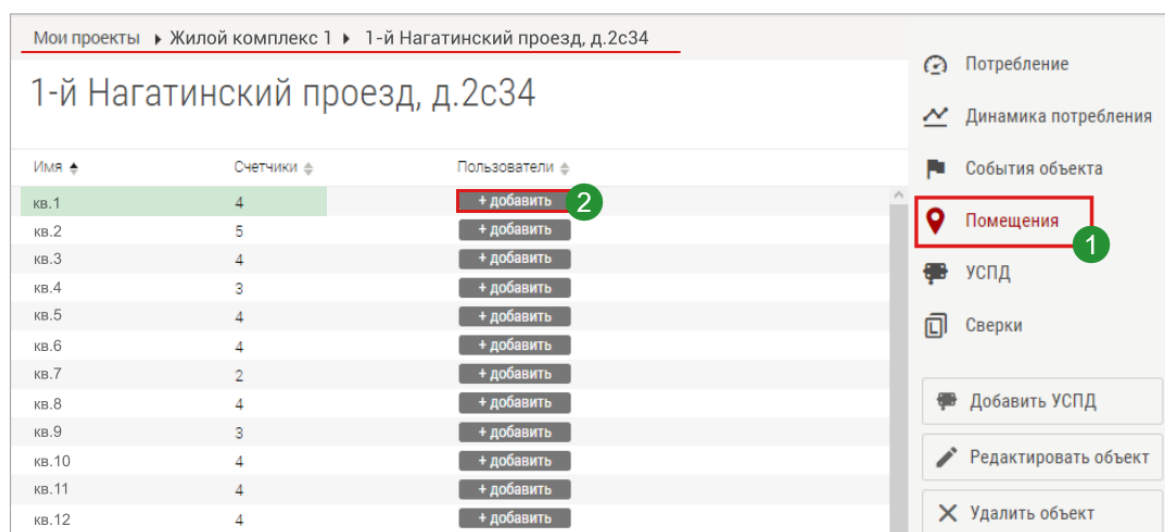 Мои проекты ▸ Жилой комплекс 1 ▸ 1-й Нагатинский проезд, д.2с34
1-й Нагатинский проезд, д.2с34
Имя Счетчики Пользователи
кв.1 4 + добавить 2
кв.2 5 + добавить
кв.3 4 + добавить
кв.4 3 + добавить
кв.5 4 + добавить
кв.6 4 + добавить
кв.7 2 + добавить
кв.8 4 + добавить
кв.9 3 + добавить
кв.10 4 + добавить
кв.11 4 + добавить
кв.12 4 + добавить
Потребление
Динамика потребления
События объекта
Помещения
1
УСПД
Сверки
Добавить УСПД
Редактировать объект
Удалить объект